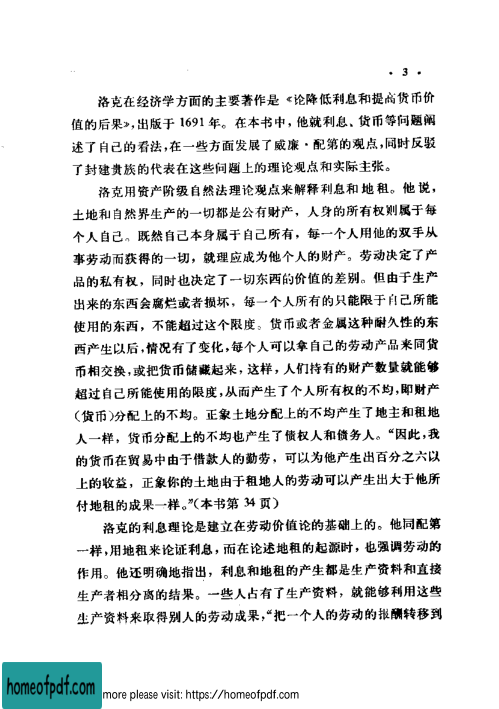 · 3 ·
洛克在经济学方面的主要著作是《论降低利息和提高货币价
值的后果》，出版于 1691 年。在本书中，他就利息、货币等问题阐
述了自己的看法，在一些方面发展了威廉·配第的观点，同时反驳
了封建贵族的代表在这些问题上的理论观点和实际主张。
洛克用资产阶级自然法理论观点来解释利息和地租。他说，
土地和自然界生产的一切都是公有财产，人身的所有权则属于每
个人自己。既然自己本身属于自己所有，每一个人用他的双手从
事劳动而获得的一切，就理应成为他个人的财产。劳动决定了产
品的私有权，同时也决定了一切东西的价值的差别。但由于生产
出来的东西会腐烂或者损坏，每一个人所有的只能限于自己所能
使用的东西，不能超过这个限度。货币或者金属这种耐久性的东
西产生以后，情况有了变化，每个人可以拿自己的劳动产品来同货
币相交换，或把货币储藏起来，这样，人们持有的财产数量就能够
超过自己所能使用的限度，从而产生了个人所有权的不均，即财产
（货币）分配上的不均。正象土地分配上的不均产生了地主和租地
人一样，货币分配上的不均也产生了债权人和债务人。“因此，我
的货币在贸易中由于借款人的勤劳，可以为他产生出百分之六以
上的收益，正象你的土地由于租地人的劳动可以产生出大于他所
付地租的成果一样。”（本书第 34 页）
洛克的利息理论是建立在劳动价值论的基础上的。他同配第
一样，用地租来论证利息，而在论述地租的起源时，也强调劳动的
作用。他还明确地指出，利息和地租的产生都是生产资料和直接
生产者相分离的结果。一些人占有了生产资料，就能够利用这些
生产资料来取得别人的劳动成果，“把一个人的劳动的报酬转移到
homeofpdf.com
more please visit: https://homeofpdf.com